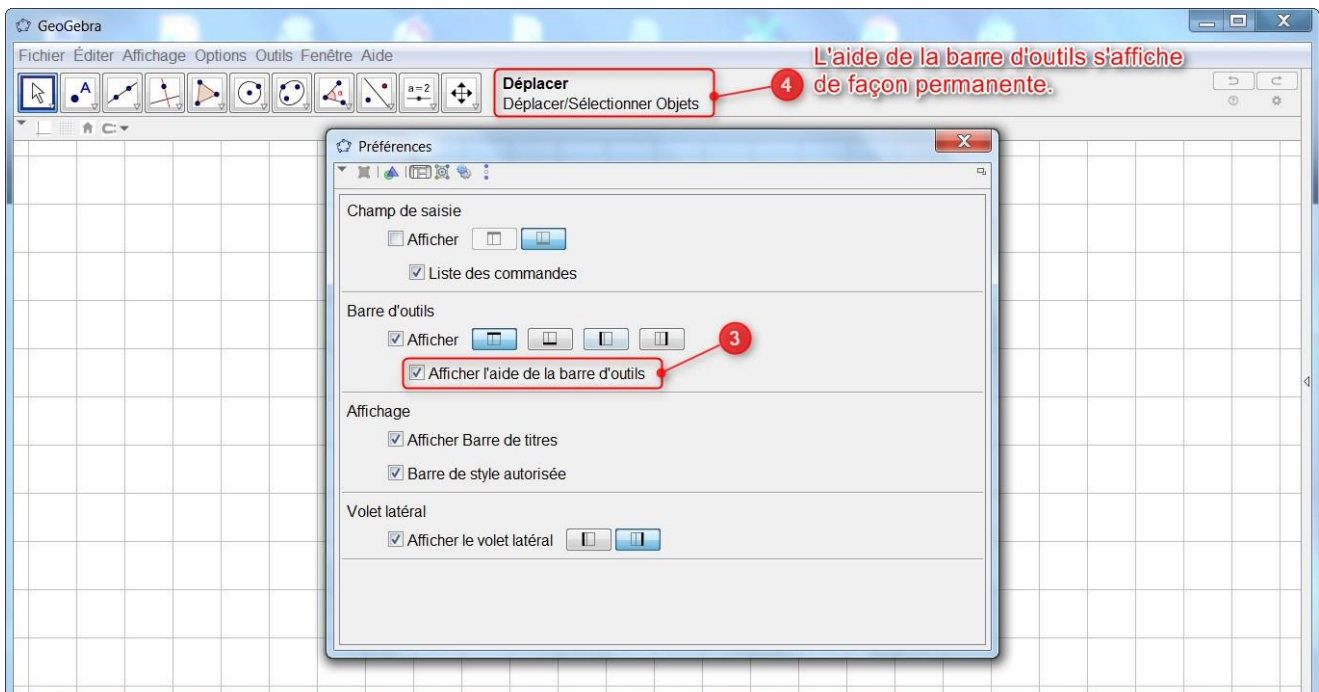 GeoGebra
Fichier Éditer Affichage Options Outils Fenêtre Aide
L'aide de la barre d'outils s'affiche
de façon permanente.
A
a=2
Déplacer
Déplacer/Sélectionner Objets
4
Préférences
Champ de saisie
Afficher
Liste des commandes
Barre d'outils
Afficher
3
Afficher l'aide de la barre d'outils
Affichage
Afficher Barre de titres
Barre de style autorisée
Volet latéral
Afficher le volet latéral